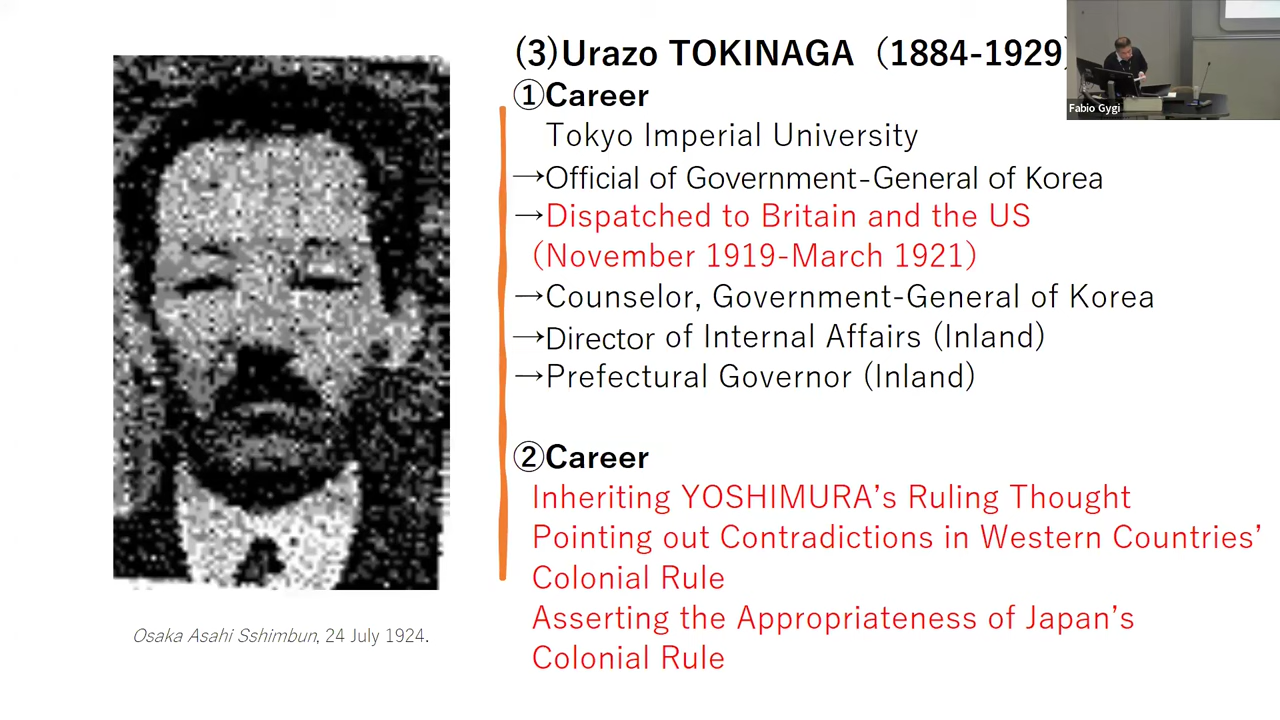 (3)Urazo TOKINAGA (1884-1929)
①Career
Tokyo Imperial University
→Official of Government-General of Korea
→Dispatched to Britain and the US
(November 1919-March 1921)
→Counselor, Government-General of Korea
→Director of Internal Affairs (Inland)
→Prefectural Governor (Inland)
②Career
Inheriting YOSHIMURA’s Ruling Thought
Pointing out Contradictions in Western Countries’
Colonial Rule
Asserting the Appropriateness of Japan’s
Colonial Rule
Osaka Asahi Sshimbun, 24 July 1924.
Fabio Gygi